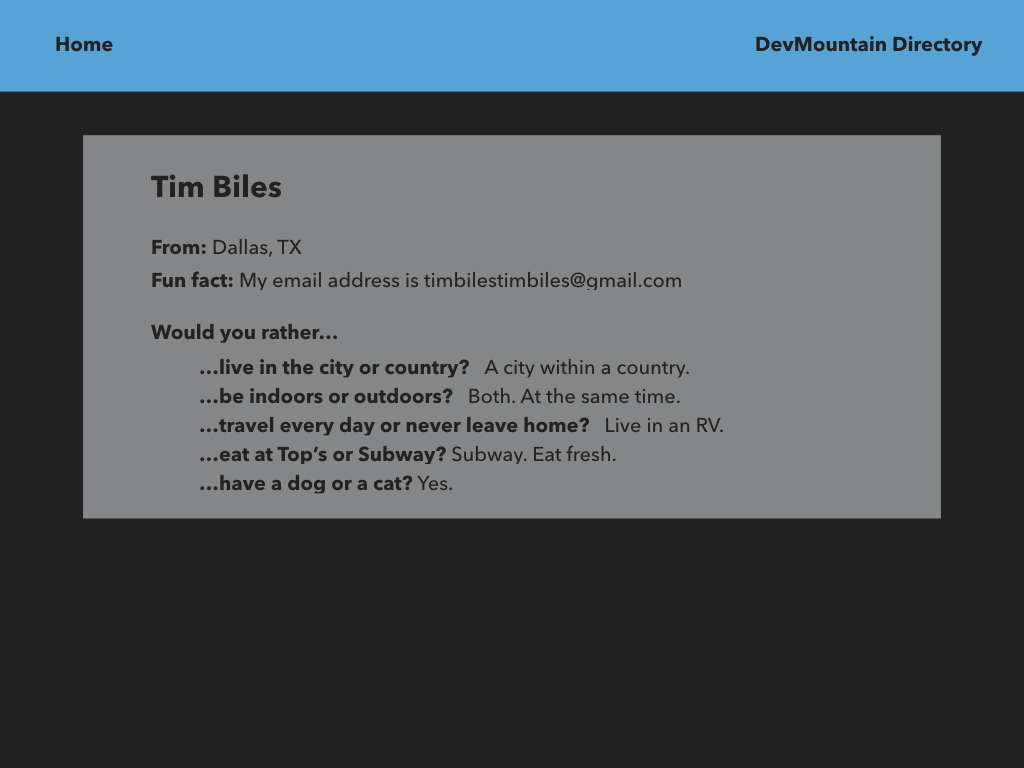 Home
DevMountain Directory
Tim Biles
From: Dallas, TX
Fun fact: My email address is timbilestimbiles@gmail.com
Would you rather…
…live in the city or country? A city within a country.
…be indoors or outdoors? Both. At the same time.
…travel every day or never leave home? Live in an RV.
…eat at Top’s or Subway? Subway. Eat fresh.
…have a dog or a cat? Yes.